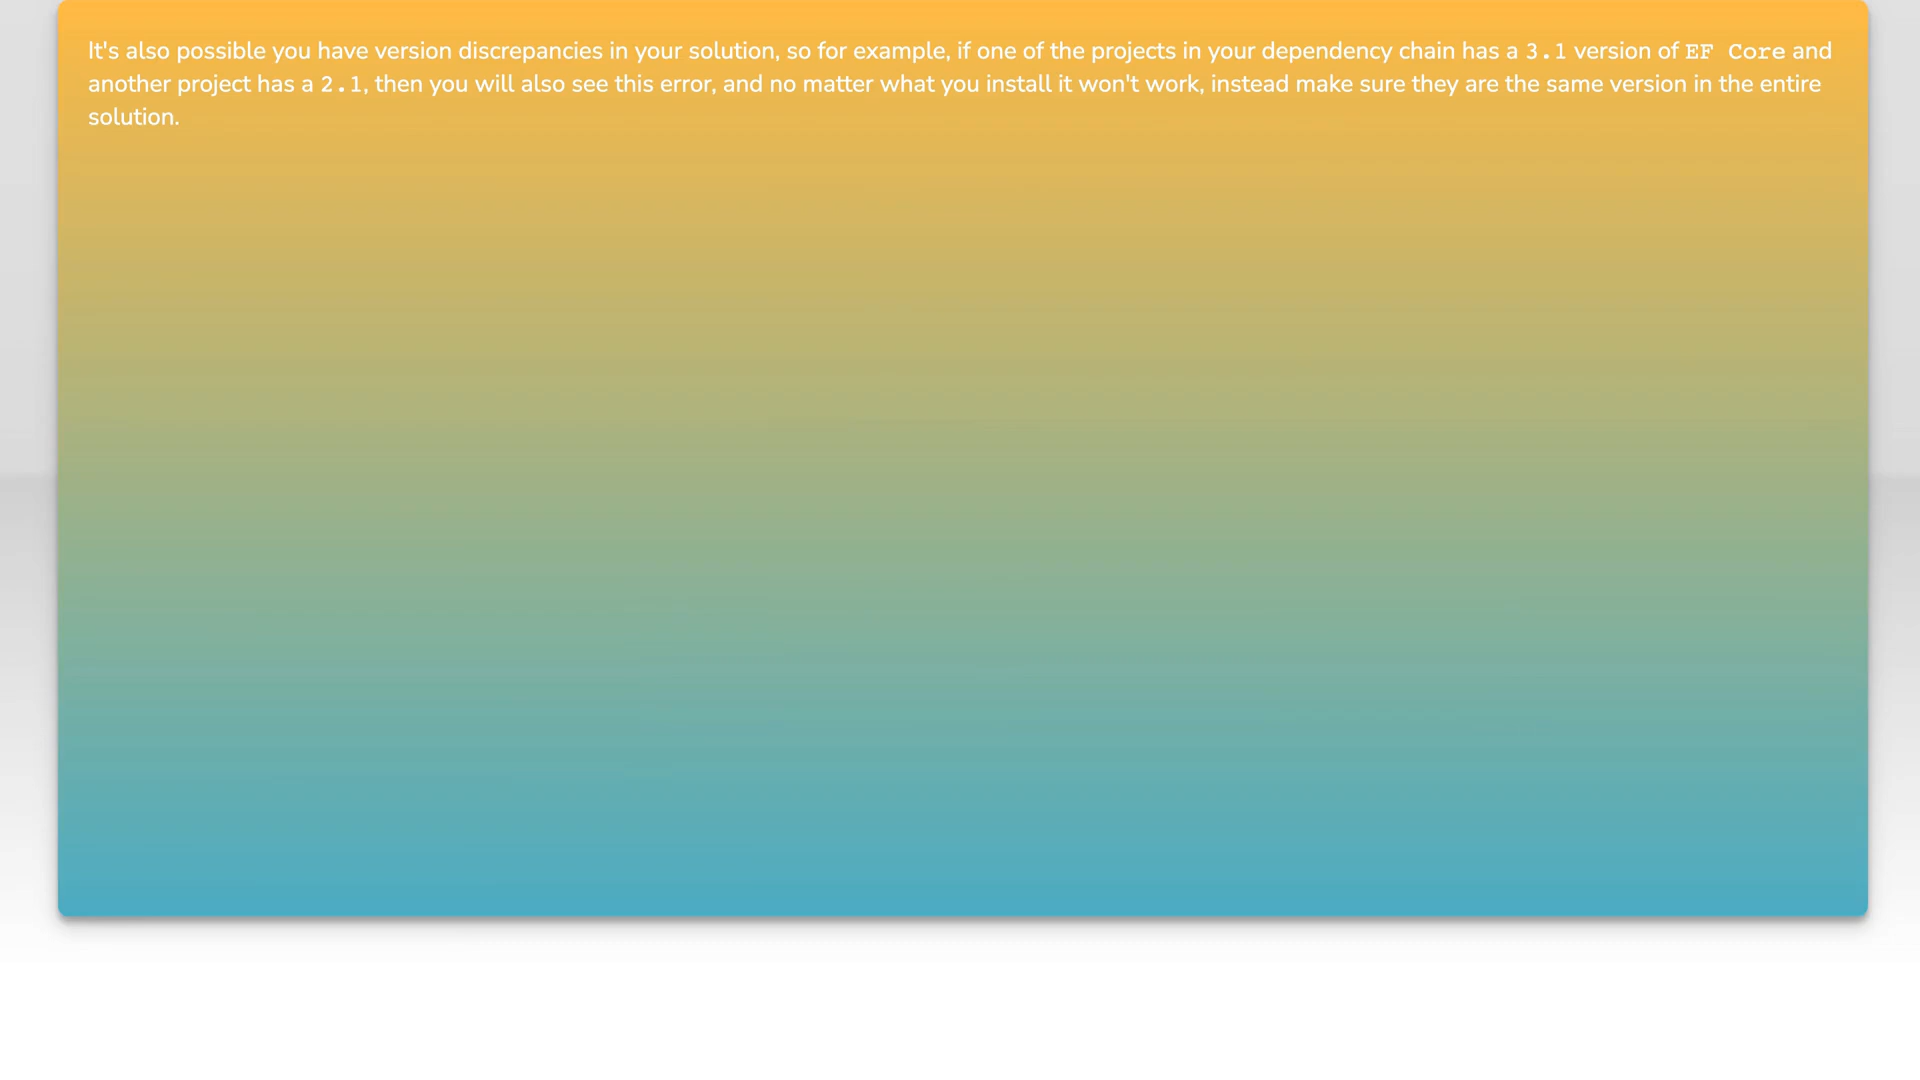 It's also possible you have version discrepancies in your solution, so for example, if one of the projects in your dependency chain has a 3.1 version of EF Core and
another project has a 2.1, then you will also see this error, and no matter what you install it won't work, instead make sure they are the same version in the entire
solution.